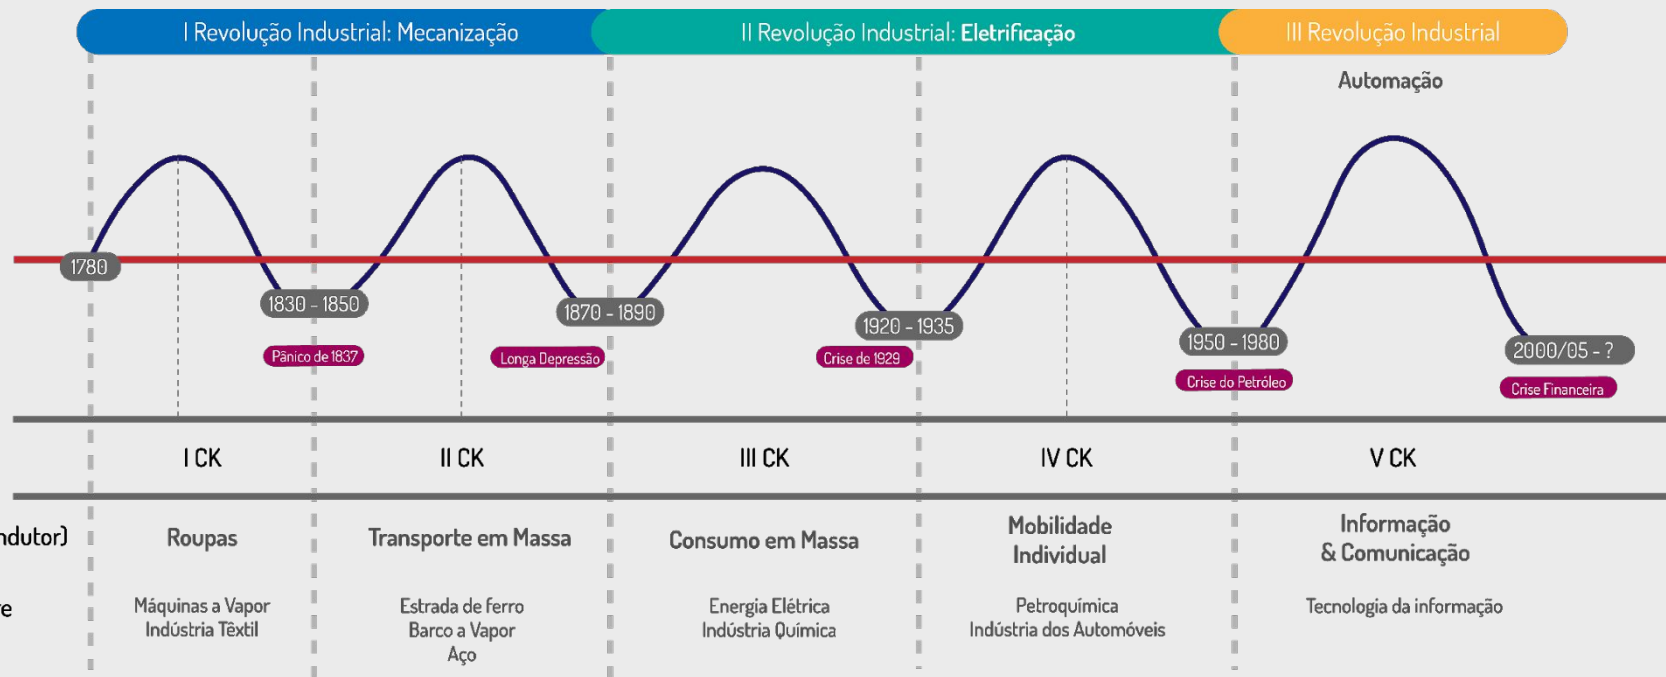 I Revolução Industrial: Mecanização
II Revolução Industrial: Eletrificação
III Revolução Industrial
Automação
1780
1830 - 1850
1870 - 1890
1920 - 1935
1950 - 1980
2000/05 - ?
Pânico de 1837
Longa Depressão
Crise de 1929
Crise do Petróleo
Crise Financeira
I CK
II CK
III CK
IV CK
V CK
ndutor)
Roupas
Transporte em Massa
Consumo em Massa
Mobilidade
Individual
Informação
& Comunicação
re
Máquinas a Vapor
Indústria Têxtil
Estrada de ferro
Barco a Vapor
Aço
Energia Elétrica
Indústria Química
Petroquímica
Indústria dos Automóveis
Tecnologia da informação